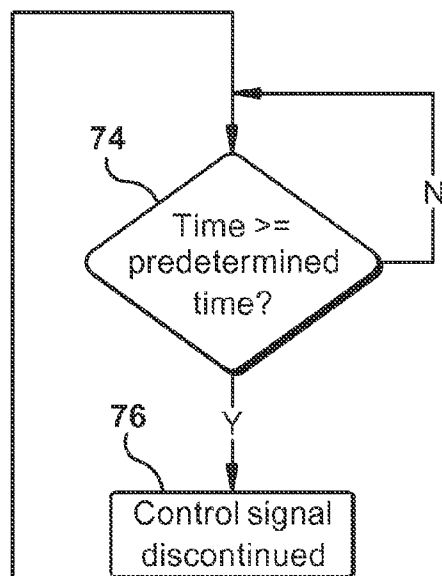 74
Time >=
predetermined
time?
N
Y
76
Control signal
discontinued